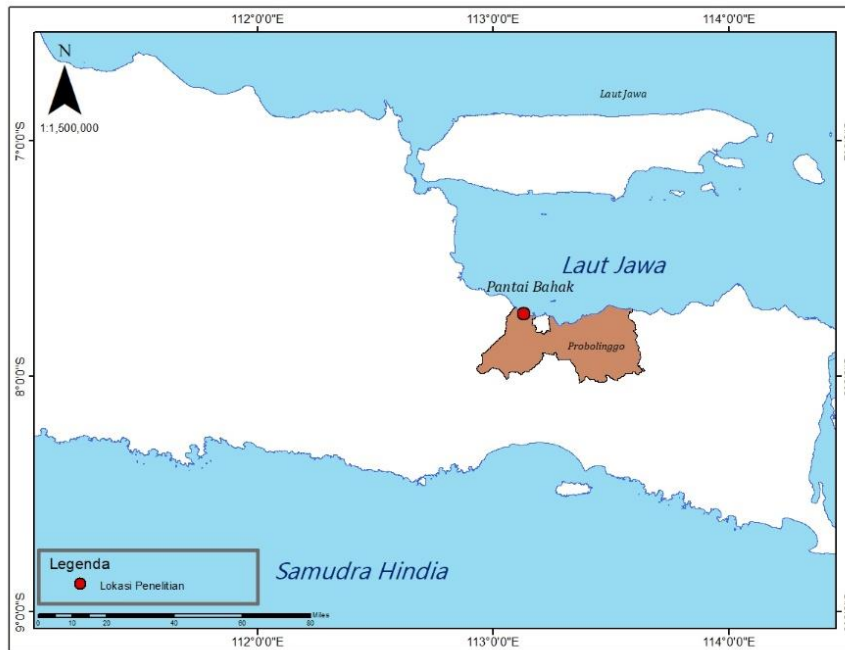 112°0'0"E 113°0'0"E 114°0'0"E
N
1:1,500,000
Laut Jawa
7°0'0"S
Laut Jawa
Pantai Bahak
Probolinggo
8°0'0"S
Legenda
Lokasi Penelitian
Samudra Hindia
Miles
0 5 10 20 40 60 80
9°0'0"S
112°0'0"E 113°0'0"E 114°0'0"E